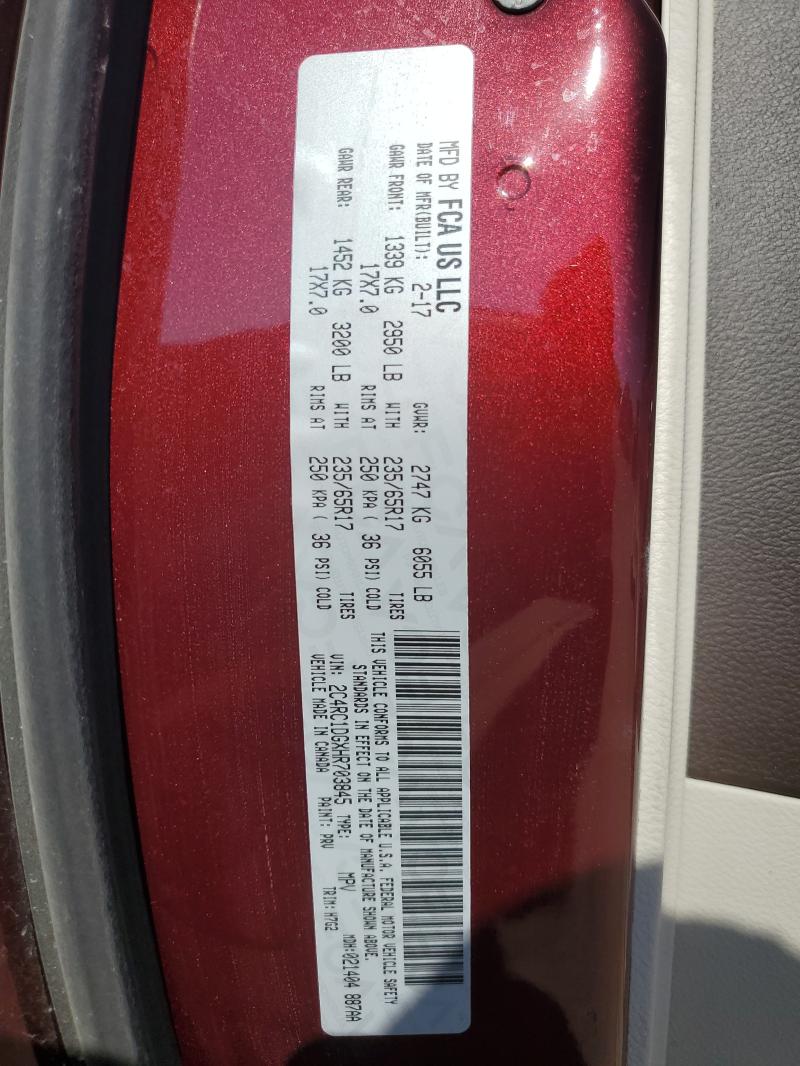 MFD BY FCA US LLC
DATE OF MFR(BUILT): 2-17 GVWR: 2747 KG 6055 LB
GAWR FRONT: 1339 KG 2950 LB WITH 235/65R17 TIRES
17X7.0 RIMS AT 250 KPA ( 36 PSI) COLD
GAWR REAR: 1452 KG 3200 LB WITH 235/65R17 TIRES
17X7.0 RIMS AT 250 KPA ( 36 PSI) COLD
THIS VEHICLE CONFORMS TO ALL APPLICABLE U.S.A. FEDERAL MOTOR VEHICLE SAFETY
STANDARDS IN EFFECT ON THE DATE OF MANUFACTURE SHOWN ABOVE.
VIN: 2C4RC1DGXHR703845 TYPE: MPV MDH:021404 887AA
VEHICLE MADE IN CANADA PAINT: PRV TRIM: H7G2